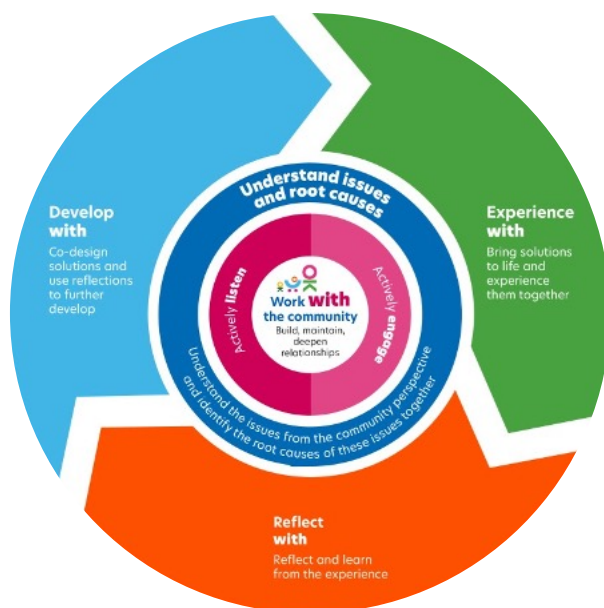 Understand issues
and root causes
Develop
with
Co-design
solutions and
use reflections
to further
develop
Experience
with
Bring solutions
to life and
experience
them together
Actively listen
OK
Work with
the community
Build, maintain,
deepen
relationships
Actively engage
Understand the issues from the community perspective
and identify the root causes of these issues together
Reflect
with
Reflect and learn
from the experience